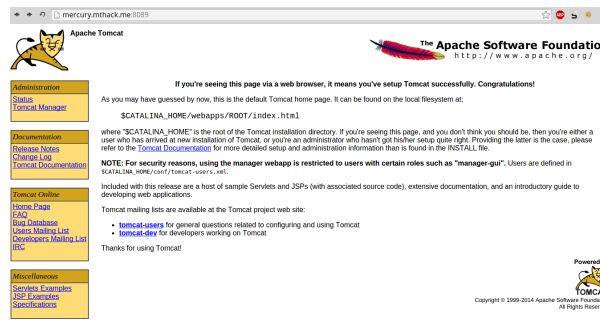 mercury.mthack.me:8089
Apache Tomcat
The Apache Software Foundatio
http://www.apache.org/
Administration
Status
Tomcat Manager
Documentation
Release Notes
Change Log
Tomcat Documentation
Tomcat Online
Home Page
FAQ
Bug Database
Users Mailing List
Developers Mailing List
IRC
Miscellaneous
Servlets Examples
JSP Examples
Specifications
If you're seeing this page via a web browser, it means you've setup Tomcat successfully. Congratulations!
As you may have guessed by now, this is the default Tomcat home page. It can be found on the local filesystem at:
$CATALINA_HOME/webapps/ROOT/index.html
where "$CATALINA_HOME" is the root of the Tomcat installation directory. If you're seeing this page, and you don't think you should be, then you're either a
user who has arrived at new installation of Tomcat, or you're an administrator who hasn't got his/her setup quite right. Providing the latter is the case, please
refer to the Tomcat Documentation for more detailed setup and administration information than is found in the INSTALL file.
NOTE: For security reasons, using the manager webapp is restricted to users with certain roles such as "manager-gui". Users are defined in
$CATALINA_HOME/conf/tomcat-users.xml.
Included with this release are a host of sample Servlets and JSPs (with associated source code), extensive documentation, and an introductory guide to
developing web applications.
Tomcat mailing lists are available at the Tomcat project web site:
• tomcat-users for general questions related to configuring and using Tomcat
• tomcat-dev for developers working on Tomcat
Thanks for using Tomcat!
Powered
TOMCA
Copyright © 1999-2014 Apache Software Founda
All Rights Reser